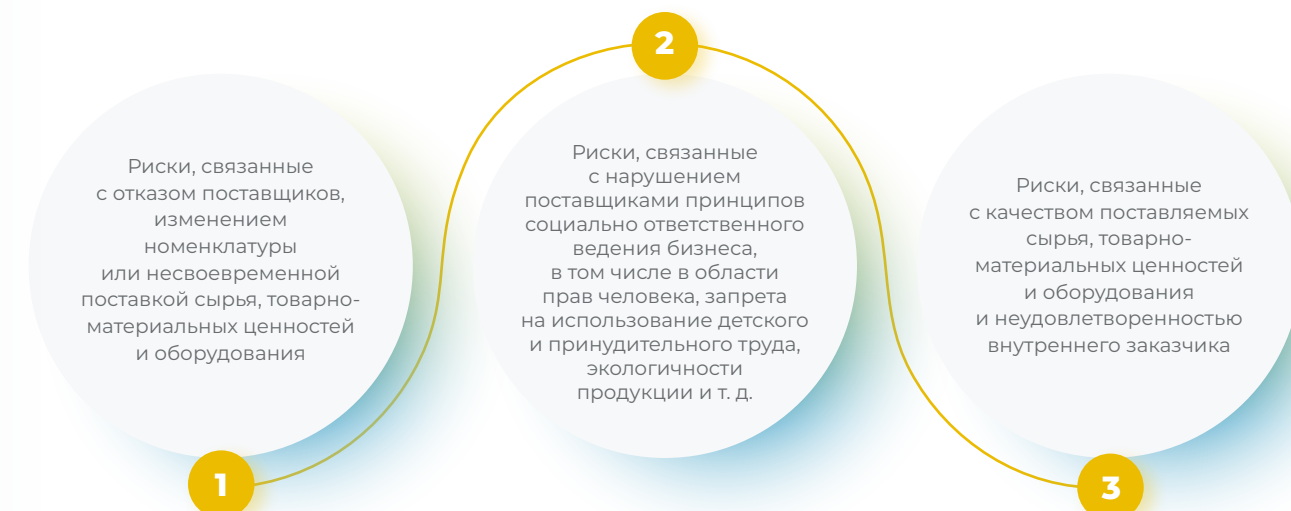 1
Риски, связанные
с отказом поставщиков,
изменением
номенклатуры
или несвоевременной
поставкой сырья, товарно-
материальных ценностей
и оборудования
2
Риски, связанные
с нарушением
поставщиками принципов
социально ответственного
ведения бизнеса,
в том числе в области
прав человека, запрета
на использование детского
и принудительного труда,
экологичности
продукции и т. д.
3
Риски, связанные
с качеством поставляемых
сырья, товарно-
материальных ценностей
и оборудования
и неудовлетворенностью
внутреннего заказчика